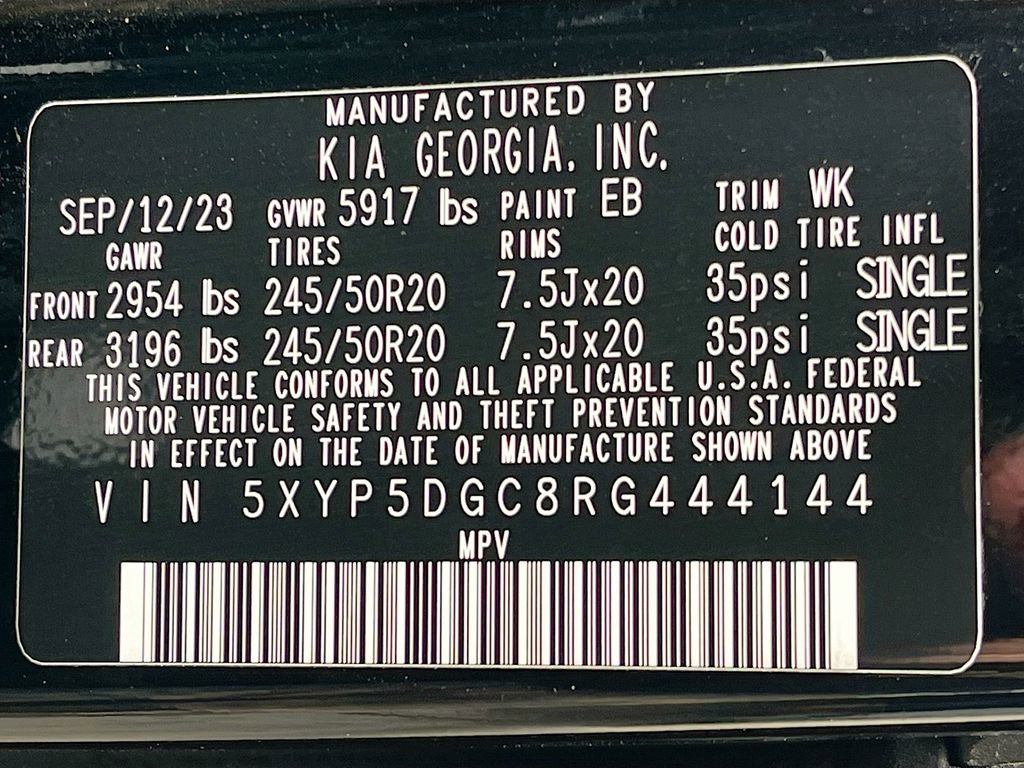 MANUFACTURED BY
KIA GEORGIA, INC.
SEP/12/23 GVWR 5917 lbs PAINT EB TRIM WK
GAWR TIRES RIMS COLD TIRE INFL
FRONT 2954 lbs 245/50R20 7.5Jx20 35psi SINGLE
REAR 3196 lbs 245/50R20 7.5Jx20 35psi SINGLE
THIS VEHICLE CONFORMS TO ALL APPLICABLE U.S.A. FEDERAL
MOTOR VEHICLE SAFETY AND THEFT PREVENTION STANDARDS
IN EFFECT ON THE DATE OF MANUFACTURE SHOWN ABOVE
VIN 5XYP5DGC8RG444144
MPV